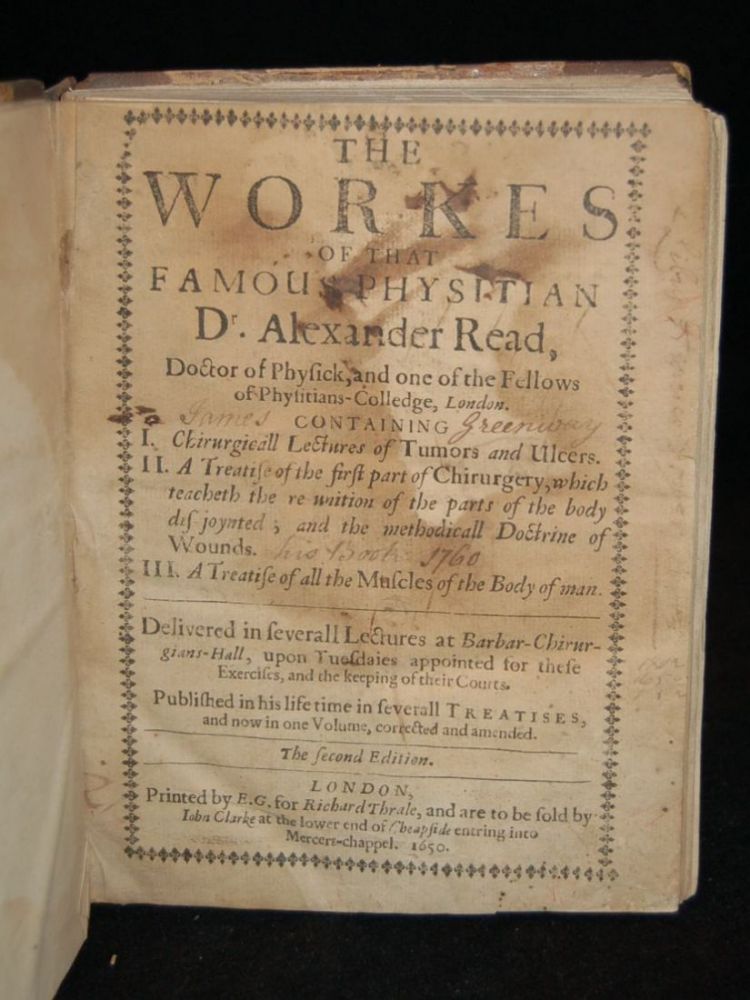 THE
WORKES
OF THAT
FAMOUS PHYSITIAN
Dr. Alexander Read,
Doctor of Phyſick, and one of the Fellows
of Phyſitians-Colledge, London.
James CONTAINING Greenway
I. Chirurgicall Lectures of Tumors and Ulcers.
II. A Treatiſe of the firſt part of Chirurgery, which
teacheth the re unition of the parts of the body
diſ joynted; and the methodicall Doctrine of
Wounds. his Book 1760
III. A Treatiſe of all the Muſcles of the Body of man.
Delivered in ſeverall Lectures at Barbar-Chirur-
gians-Hall, upon Tueſdaies appointed for theſe
Exerciſes, and the keeping of their Courts.
Publiſhed in his life time in ſeverall TREATISES,
and now in one Volume, corrected and amended.
The ſecond Edition.
LONDON,
Printed by E.G. for Richard Thrale, and are to be ſold by
Iohn Clarke at the lower end of Cheapſide entring into
Mercers-chappel. 1650.